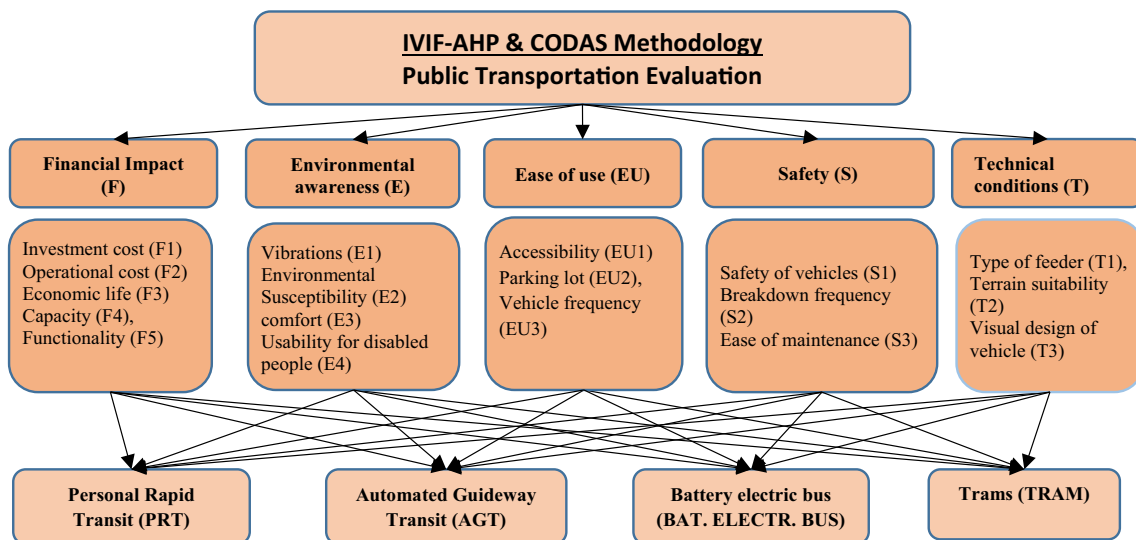 IVIF-AHP & CODAS Methodology
Public Transportation Evaluation
Financial Impact
(F)
Environmental
awareness (E)
Ease of use (EU)
Safety (S)
Technical
conditions (T)
Investment cost (F1)
Operational cost (F2)
Economic life (F3)
Capacity (F4),
Functionality (F5)
Vibrations (E1)
Environmental
Susceptibility (E2)
comfort (E3)
Usability for disabled
people (E4)
Accessibility (EU1)
Parking lot (EU2),
Vehicle frequency
(EU3)
Safety of vehicles (S1)
Breakdown frequency
(S2)
Ease of maintenance (S3)
Type of feeder (T1),
Terrain suitability
(T2)
Visual design of
vehicle (T3)
Personal Rapid
Transit (PRT)
Automated Guideway
Transit (AGT)
Battery electric bus
(BAT. ELECTR. BUS)
Trams (TRAM)